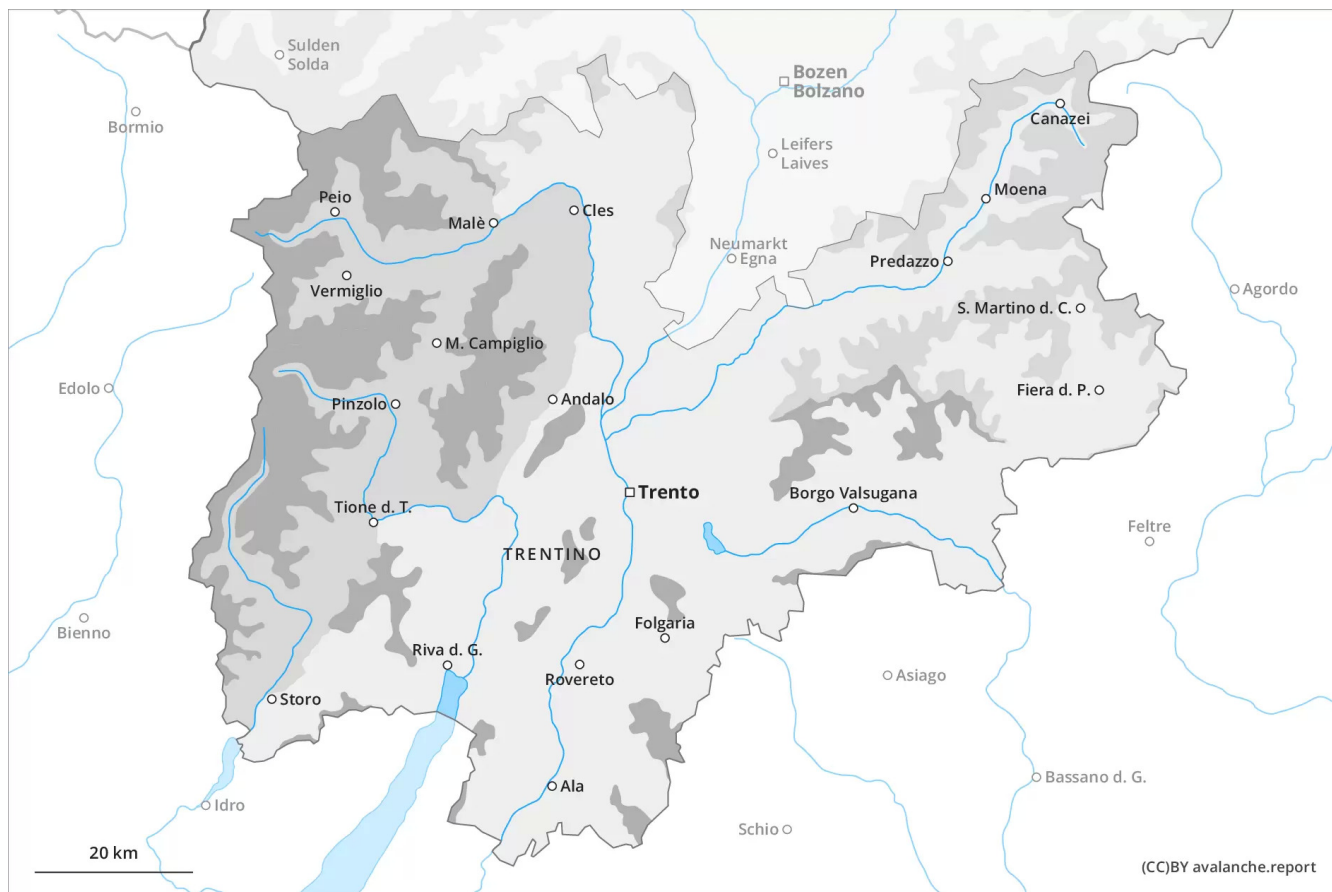 Sulden
Solda
Bozen
Bolzano
Bormio
Canazei
Leifers
Laives
Peio
Moena
Malè
Cles
Neumarkt
Egna
Predazzo
Vermiglio
Agordo
S. Martino d. C.
M. Campiglio
Edolo
Fiera d. P.
Pinzolo
Andalo
Trento
Borgo Valsugana
Tione d. T.
Feltre
TRENTINO
Bienno
Folgaria
Riva d. G.
Rovereto
Asiago
Storo
Bassano d. G.
Ala
Idro
Schio
20 km
(CC)BY avalanche.report